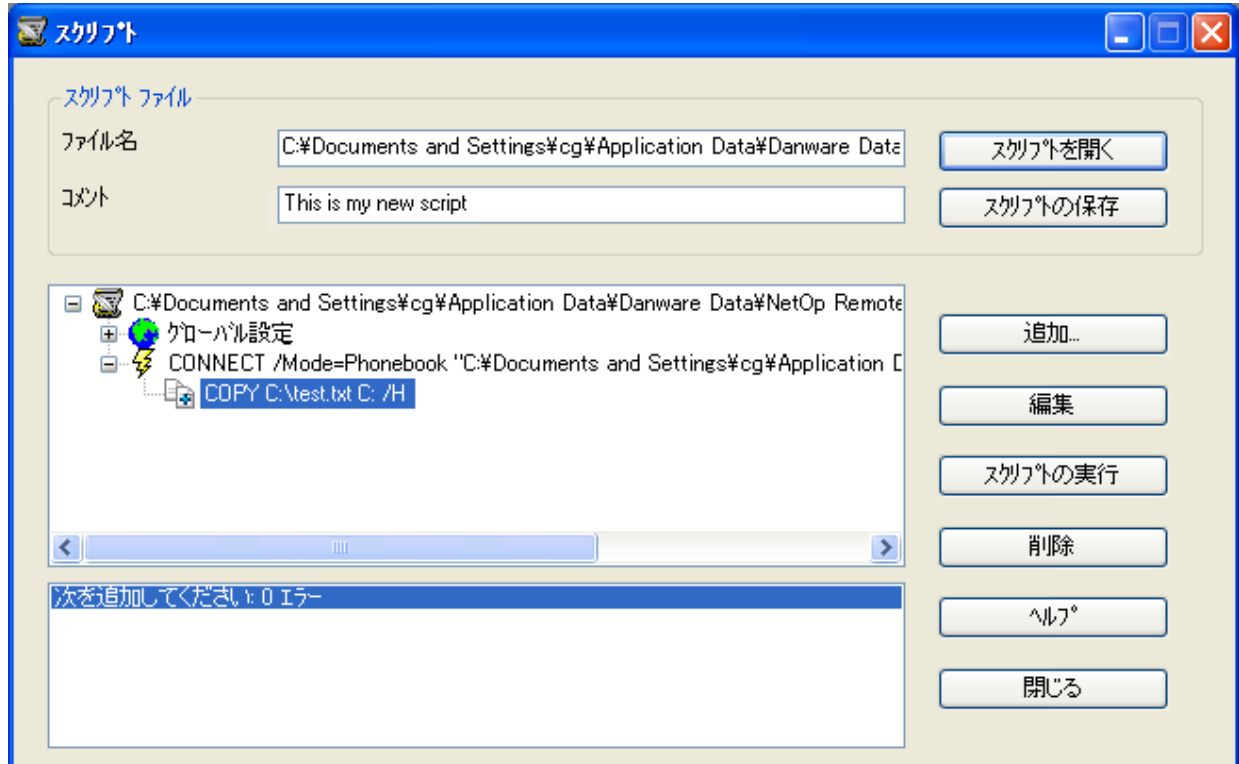 スクリプト
スクリプト ファイル
ファイル名
C:¥Documents and Settings¥cg¥Application Data¥Danware Data
スクリプトを開く
コメント
This is my new script
スクリプトの保存
C:¥Documents and Settings¥cg¥Application Data¥Danware Data¥NetOp Remote
グローバル設定
CONNECT /Mode=Phonebook "C:¥Documents and Settings¥cg¥Application D
COPY C:\test.txt C: /H
追加...
編集
スクリプトの実行
削除
次を追加してください: 0 エラー
ヘルプ
閉じる